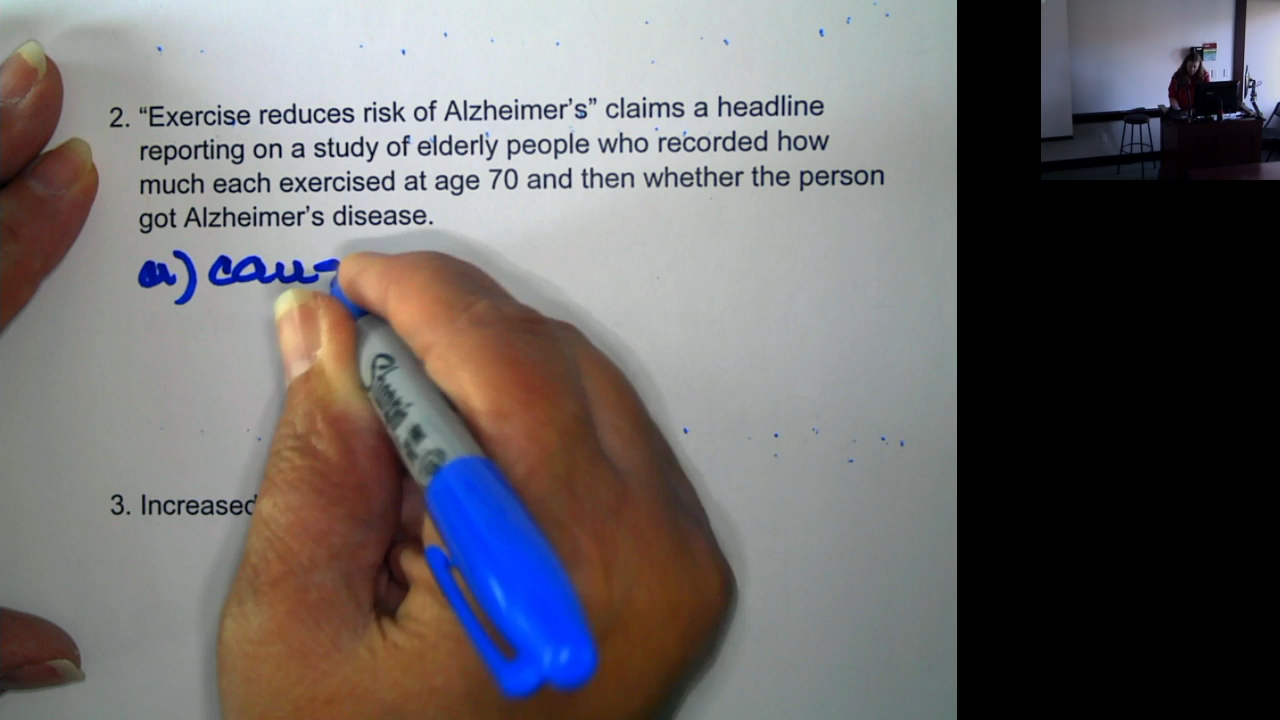 2. “Exercise reduces risk of Alzheimer’s” claims a headline
reporting on a study of elderly people who recorded how
much each exercised at age 70 and then whether the person
got Alzheimer’s disease.
a) cau
Sharpie
3. Increased